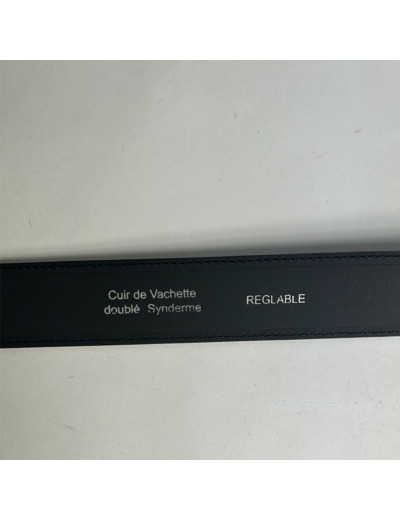 Cuir de Vachette
doublé Synderme
REGLABLE